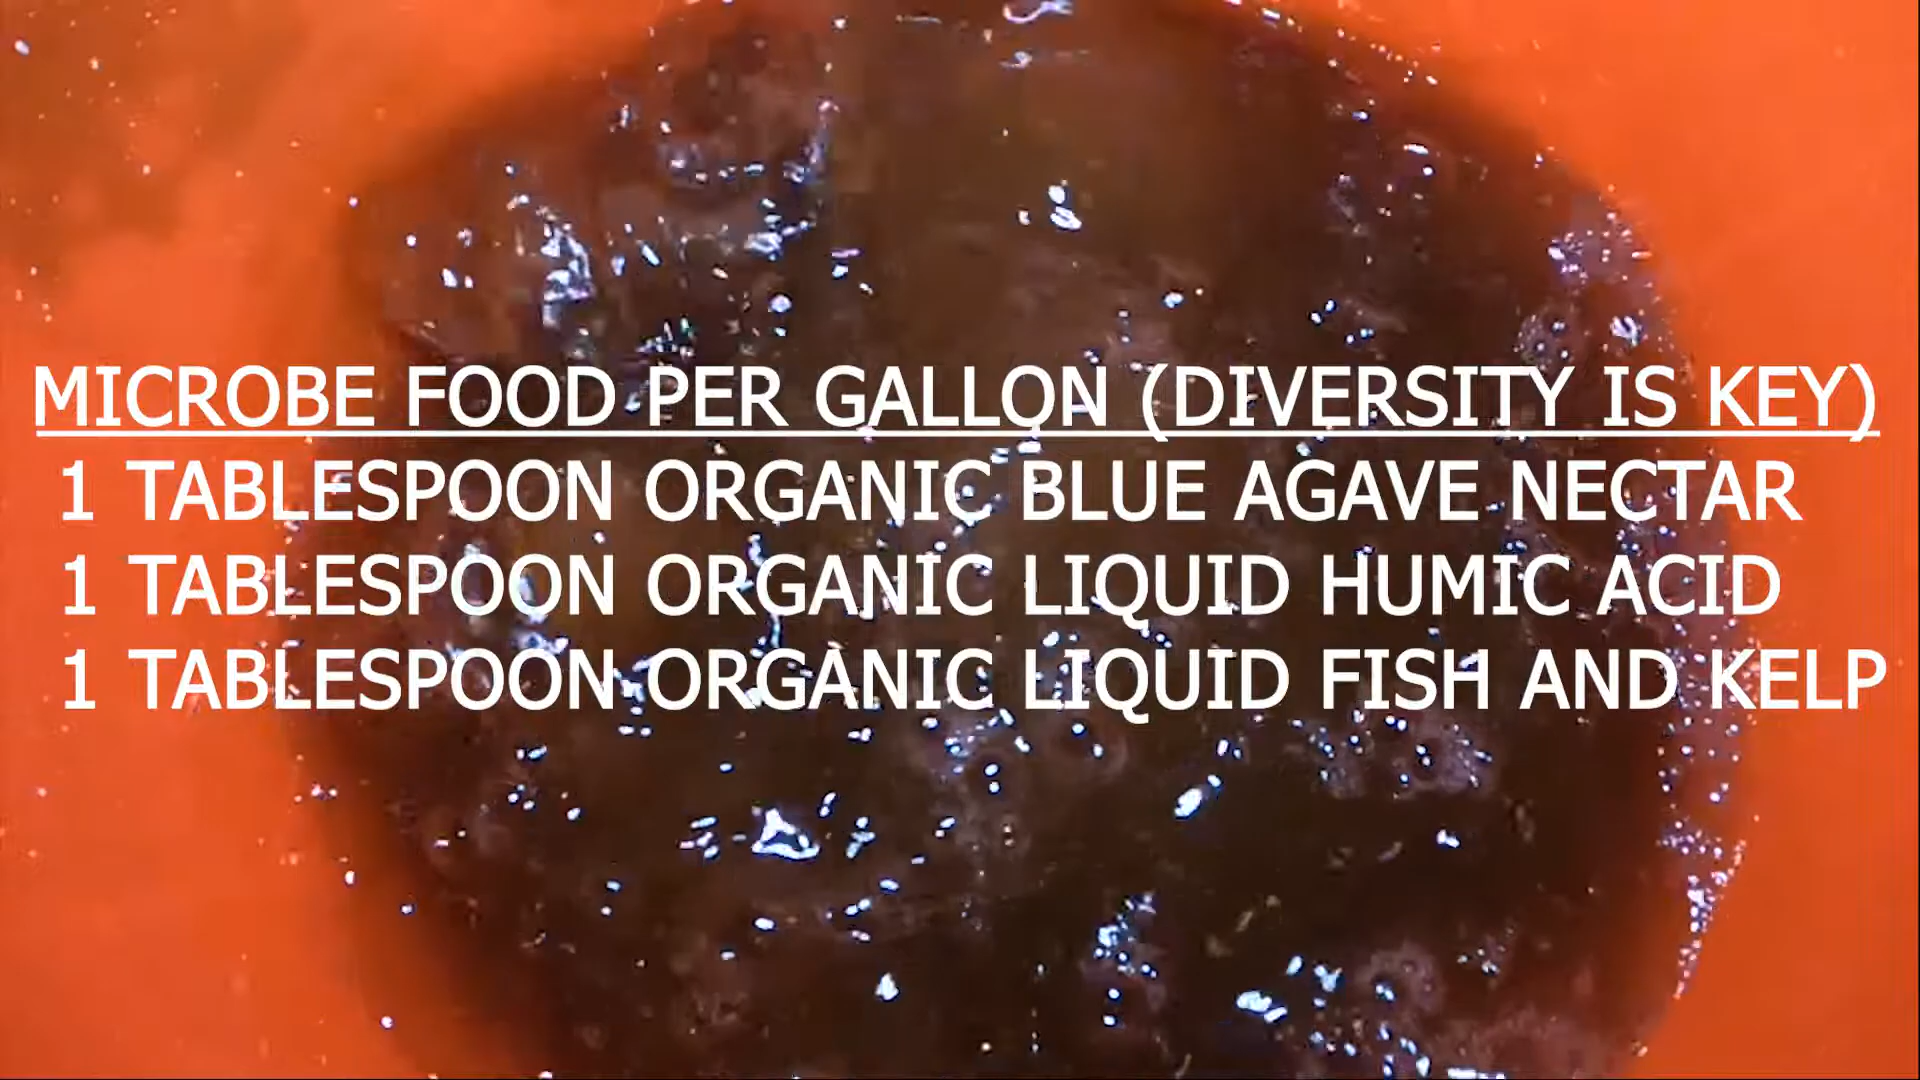 MICROBE FOOD PER GALLON (DIVERSITY IS KEY)
1 TABLESPOON ORGANIC BLUE AGAVE NECTAR
1 TABLESPOON ORGANIC LIQUID HUMIC ACID
1 TABLESPOON ORGANIC LIQUID FISH AND KELP